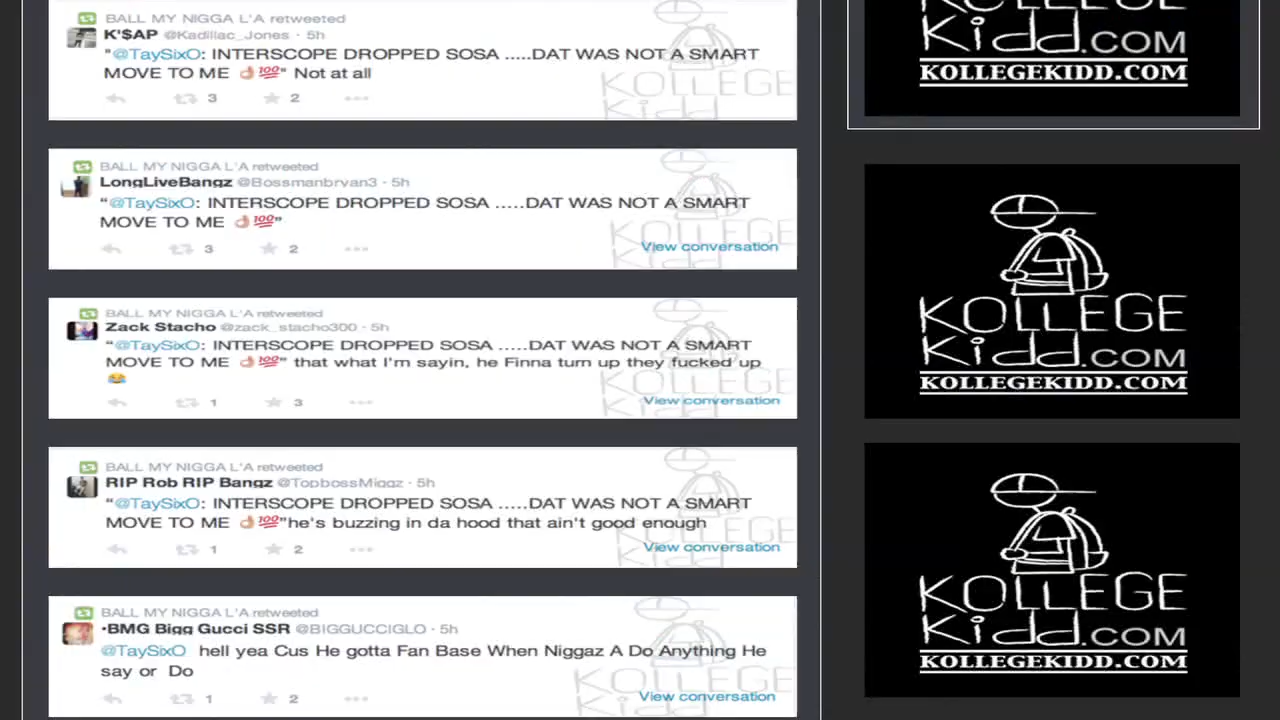 BALL MY NIGGA L'A retweeted
K'$AP @Kadillac_Jones · 5h
"@TaySixO: INTERSCOPE DROPPED SOSA .....DAT WAS NOT A SMART
MOVE TO ME 👌💯" Not at all
3 2
BALL MY NIGGA L'A retweeted
LongLiveBangz @Bossmanbrvan3 · 5h
"@TaySixO: INTERSCOPE DROPPED SOSA .....DAT WAS NOT A SMART
MOVE TO ME 👌💯"
3 2
View conversation
BALL MY NIGGA L'A retweeted
Zack Stacho @zack_stacho300 · 5h
"@TaySixO: INTERSCOPE DROPPED SOSA .....DAT WAS NOT A SMART
MOVE TO ME 👌💯" that what I'm sayin, he Finna turn up they fucked up
😂
1 3
View conversation
BALL MY NIGGA L'A retweeted
RIP Rob RIP Bangz @TopbossMiggz · 5h
"@TaySixO: INTERSCOPE DROPPED SOSA .....DAT WAS NOT A SMART
MOVE TO ME 👌💯"he's buzzing in da hood that ain't good enough
1 2
View conversation
BALL MY NIGGA L'A retweeted
•BMG Bigg Gucci SSR @BIGGUCCIGLO · 5h
@TaySixO hell yea Cus He gotta Fan Base When Niggaz A Do Anything He
say or Do
1 2
View conversation
KOLLEGE
Kidd.COM
KOLLEGEKIDD.COM
KOLLEGE
Kidd.COM
KOLLEGEKIDD.COM
KOLLEGE
Kidd.COM
KOLLEGEKIDD.COM